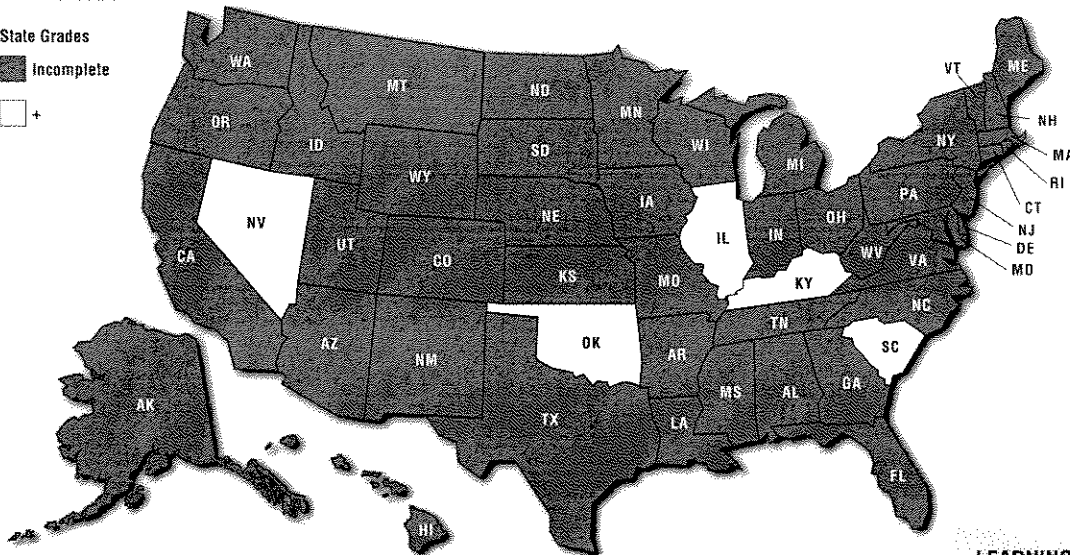 State Grades
Incomplete
+
WA
MT
ND
MN
VT
ME
OR
ID
SD
WI
MI
NY
NH
MA
RI
WY
IA
PA
CT
NV
NE
IL
IN
OH
NJ
DE
MD
CA
UT
CO
KS
MO
WV
VA
KY
NC
AZ
NM
OK
AR
TN
SC
MS
AL
GA
AK
TX
LA
FL
HI